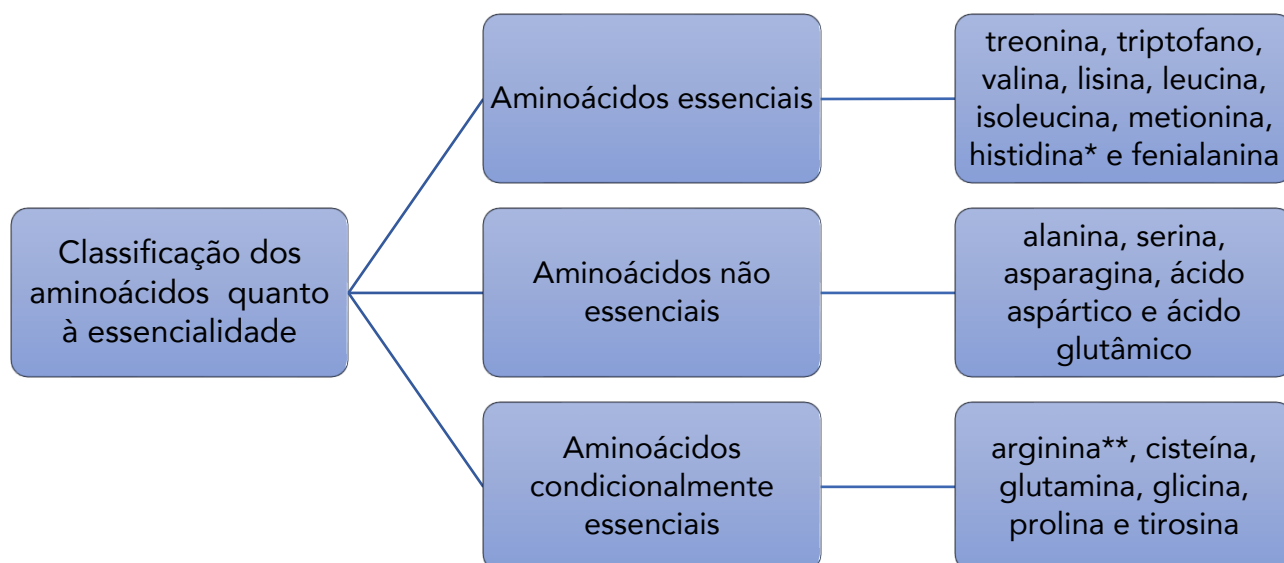 Classificação dos
aminoácidos quanto
à essencialidade
Aminoácidos essenciais
treonina, triptofano,
valina, lisina, leucina,
isoleucina, metionina,
histidina* e fenialanina
Aminoácidos não
essenciais
alanina, serina,
asparagina, ácido
aspártico e ácido
glutâmico
Aminoácidos
condicionalmente
essenciais
arginina**, cisteína,
glutamina, glicina,
prolina e tirosina